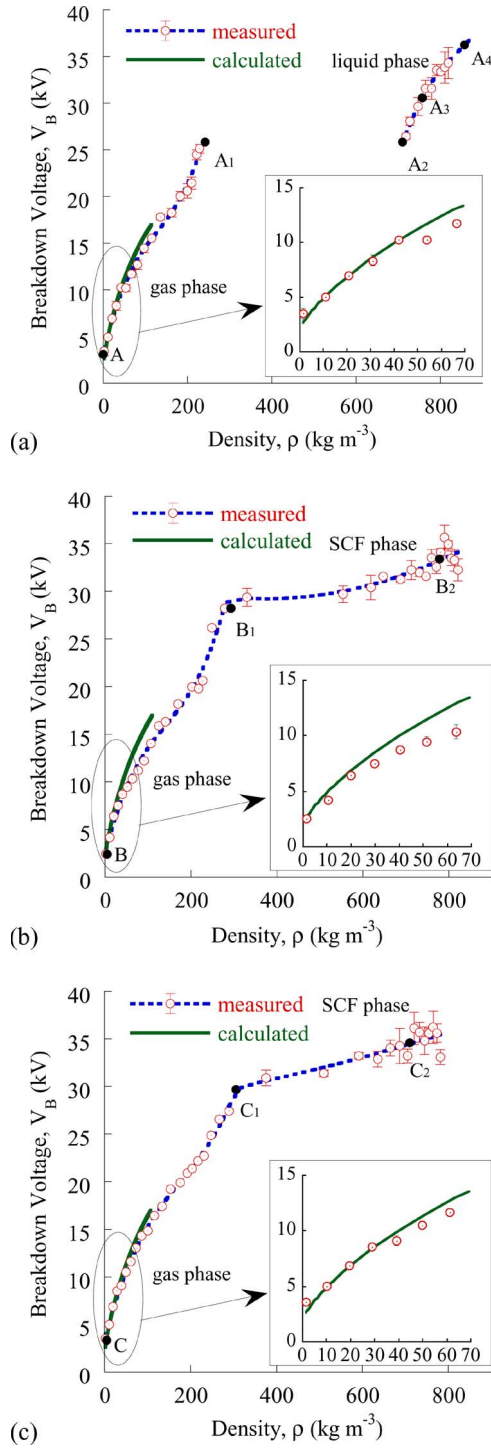 40
35
30
25
20
15
10
5
0
Breakdown Voltage, V_B (kV)
measured
calculated
liquid phase
A4
A3
A1
A2
gas phase
A
15
10
5
0
0 10 20 30 40 50 60 70
0 200 400 600 800
Density, ρ (kg m⁻³)
(a)
40
35
30
25
20
15
10
5
0
Breakdown Voltage, V_B (kV)
measured
calculated
SCF phase
B2
B1
gas phase
B
15
10
5
0
0 10 20 30 40 50 60 70
0 200 400 600 800
Density, ρ (kg m⁻³)
(b)
40
35
30
25
20
15
10
5
0
Breakdown Voltage, V_B (kV)
measured
SCF phase
calculated
C2
C1
gas phase
C
15
10
5
0
0 10 20 30 40 50 60 70
0 200 400 600 800
Density, ρ (kg m⁻³)
(c)